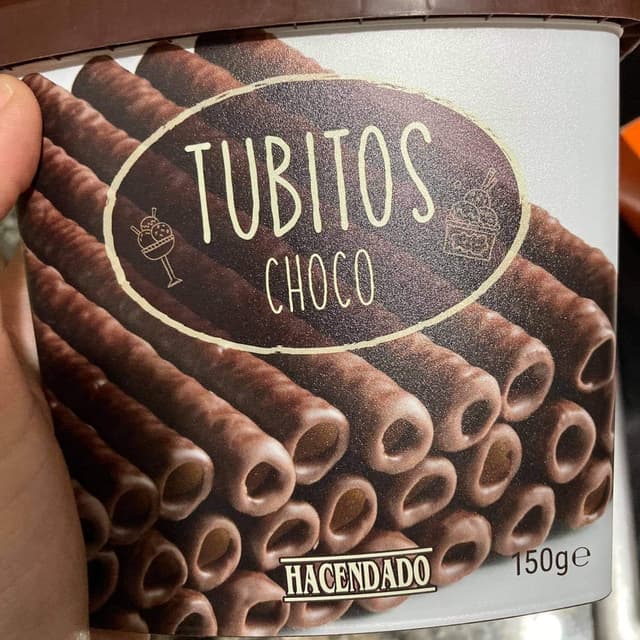 TUBITOS
CHOCO
HACENDADO
150g℮